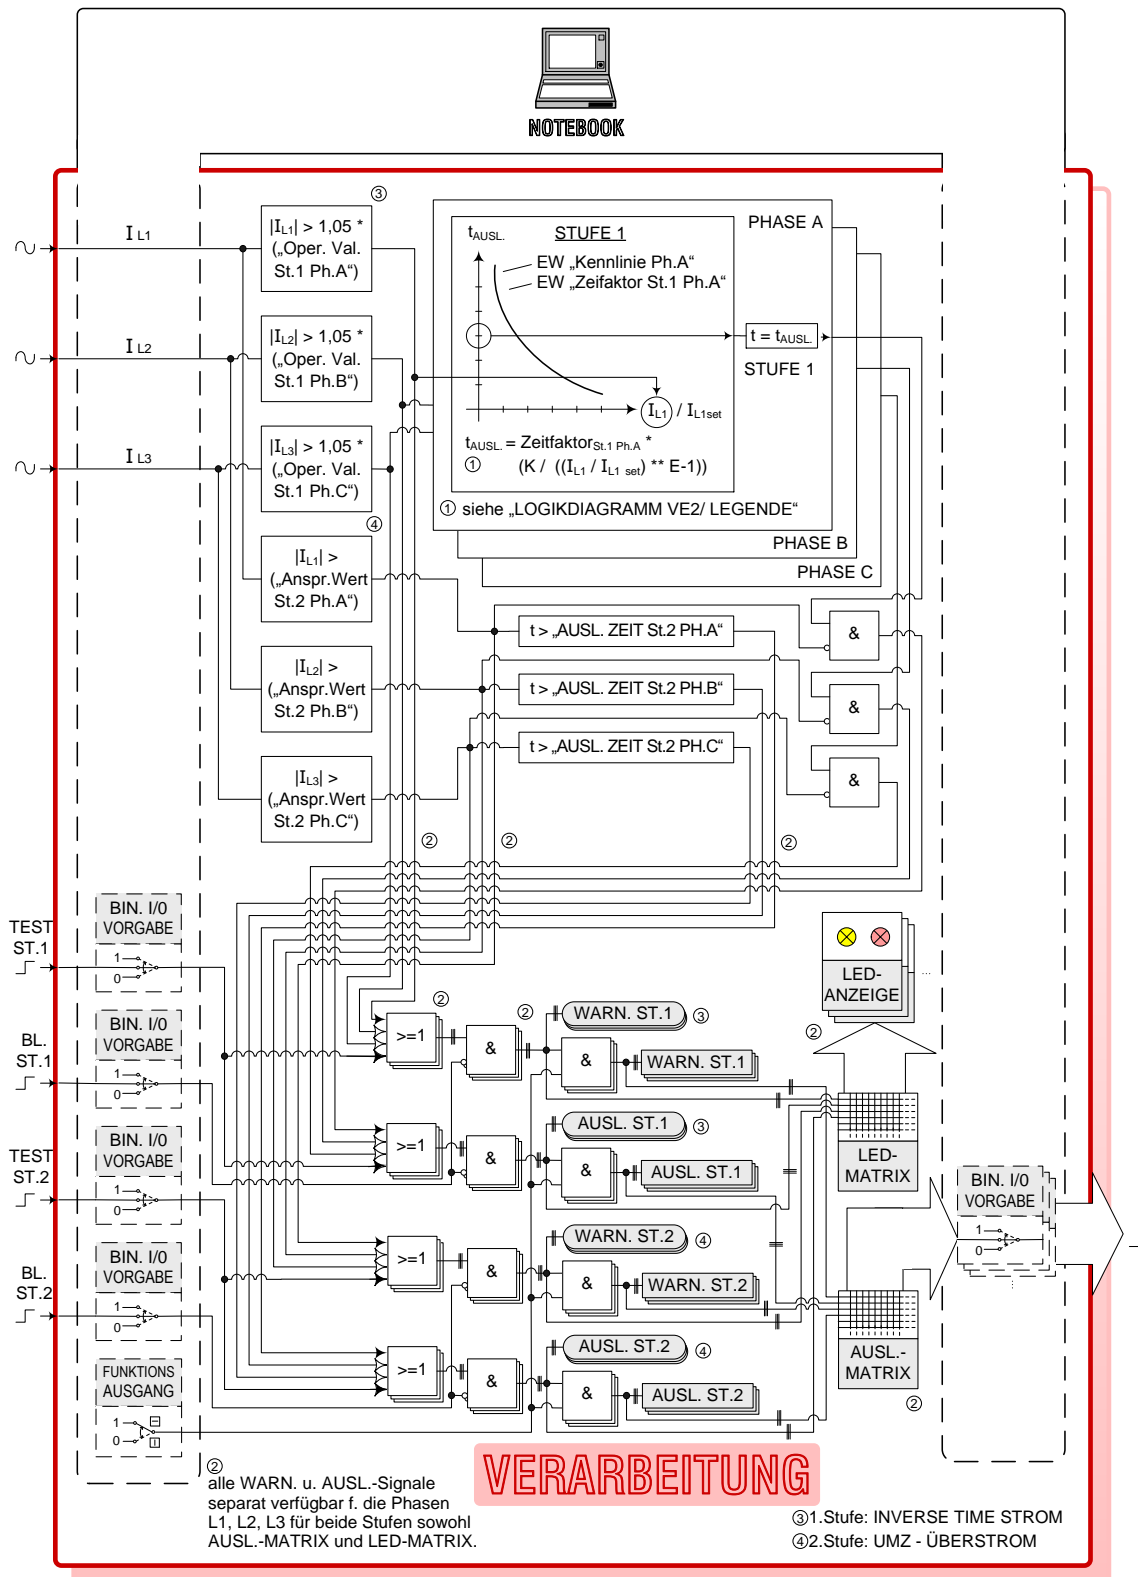 NOTEBOOK
③
I L1
|IL1| > 1,05 *
(„Oper. Val.
St.1 Ph.A“)
I L2
|IL2| > 1,05 *
(„Oper. Val.
St.1 Ph.B“)
I L3
|IL3| > 1,05 *
(„Oper. Val.
St.1 Ph.C“)
PHASE A
tAUSL.
STUFE 1
EW „Kennlinie Ph.A“
EW „Zeifaktor St.1 Ph.A“
t = tAUSL.
STUFE 1
IL1 / IL1set
tAUSL. = ZeitfaktorSt.1 Ph.A *
① (K / ((IL1 / IL1 set) ** E-1))
① siehe „LOGIKDIAGRAMM VE2/ LEGENDE“
PHASE B
PHASE C
④
|IL1| >
(„Anspr.Wert
St.2 Ph.A“)
|IL2| >
(„Anspr.Wert
St.2 Ph.B“)
|IL3| >
(„Anspr.Wert
St.2 Ph.C“)
t > „AUSL. ZEIT St.2 PH.A“
t > „AUSL. ZEIT St.2 PH.B“
t > „AUSL. ZEIT St.2 PH.C“
&
&
&
② ② ②
TEST
ST.1
BIN. I/0
VORGABE
1
0
BL.
ST.1
BIN. I/0
VORGABE
1
0
TEST
ST.2
BIN. I/0
VORGABE
1
0
BL.
ST.2
BIN. I/0
VORGABE
1
0
FUNKTIONS
AUSGANG
1
0
② ②
>=1 & &
WARN. ST.1 ③
WARN. ST.1
>=1 & &
AUSL. ST.1 ③
AUSL. ST.1
>=1 & &
WARN. ST.2 ④
WARN. ST.2
>=1 & &
AUSL. ST.2 ④
AUSL. ST.2
LED-
ANZEIGE
...
②
LED-
MATRIX
AUSL.-
MATRIX
②
BIN. I/0
VORGABE
1
0
②
alle WARN. u. AUSL.-Signale
separat verfügbar f. die Phasen
L1, L2, L3 für beide Stufen sowohl
AUSL.-MATRIX und LED-MATRIX.
VERARBEITUNG
③1.Stufe: INVERSE TIME STROM
④2.Stufe: UMZ - ÜBERSTROM